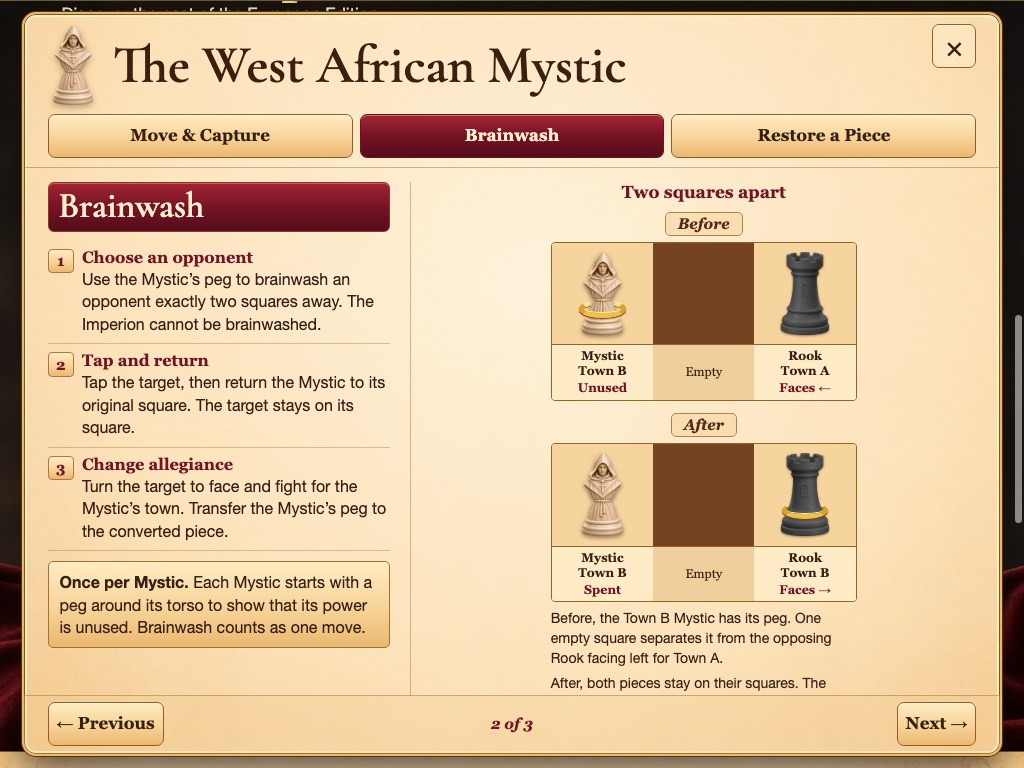 The West African Mystic
×
Move & Capture
Brainwash
Restore a Piece
Brainwash
1 Choose an opponent
Use the Mystic’s peg to brainwash an
opponent exactly two squares away. The
Imperion cannot be brainwashed.
2 Tap and return
Tap the target, then return the Mystic to its
original square. The target stays on its
square.
3 Change allegiance
Turn the target to face and fight for the
Mystic’s town. Transfer the Mystic’s peg to
the converted piece.
Once per Mystic. Each Mystic starts with a
peg around its torso to show that its power
is unused. Brainwash counts as one move.
Two squares apart
Before
Mystic
Town B
Unused
Empty
Rook
Town A
Faces ←
After
Mystic
Town B
Spent
Empty
Rook
Town B
Faces →
Before, the Town B Mystic has its peg. One
empty square separates it from the opposing
Rook facing left for Town A.
After, both pieces stay on their squares. The
← Previous
2 of 3
Next →